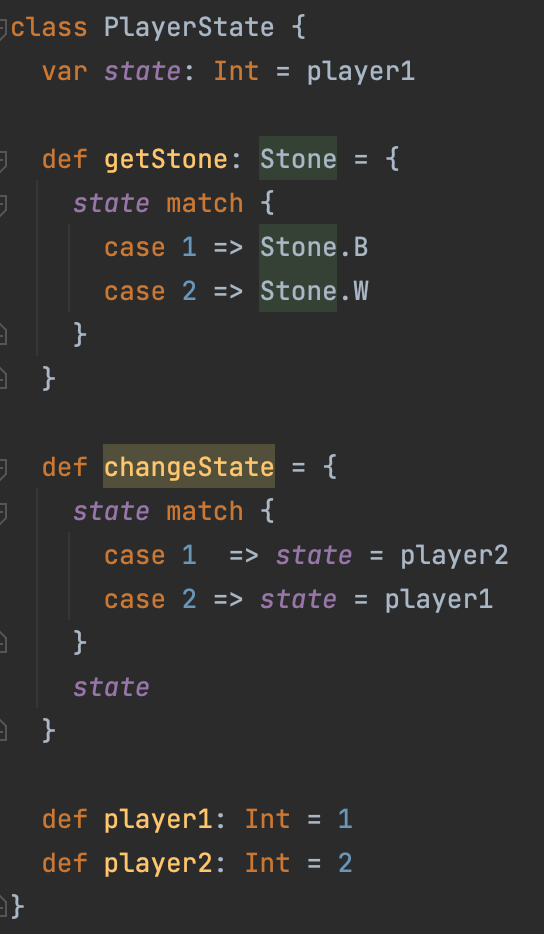 class PlayerState {
  var state: Int = player1

  def getStone: Stone = {
    state match {
      case 1 => Stone.B
      case 2 => Stone.W
    }
  }

  def changeState = {
    state match {
      case 1  => state = player2
      case 2 => state = player1
    }
    state
  }

  def player1: Int = 1
  def player2: Int = 2
}